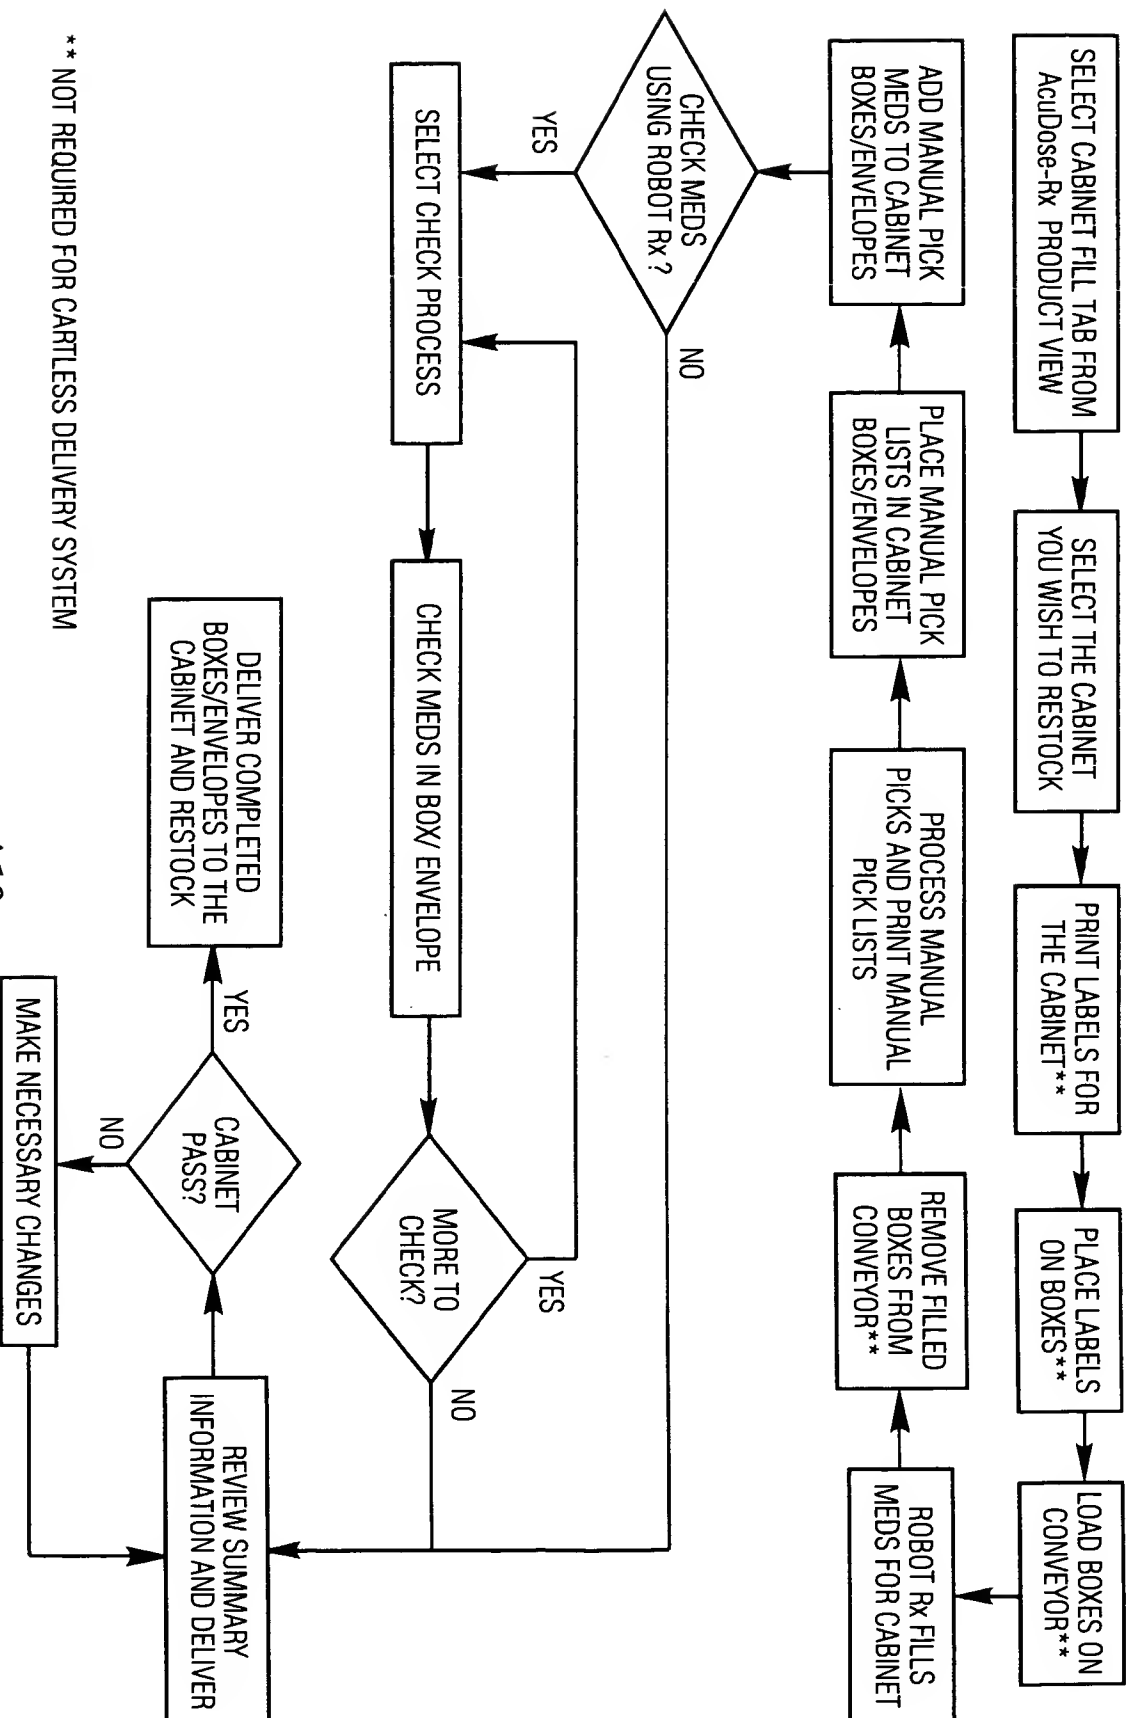 SELECT CABINET FILL TAB FROM
AcuDose-Rx PRODUCT VIEW
SELECT THE CABINET
YOU WISH TO RESTOCK
PRINT LABELS FOR
THE CABINET**
PLACE LABELS
ON BOXES**
LOAD BOXES ON
CONVEYOR**
ROBOT Rx FILLS
MEDS FOR CABINET
REMOVE FILLED
BOXES FROM
CONVEYOR**
PROCESS MANUAL
PICKS AND PRINT MANUAL
PICK LISTS
PLACE MANUAL PICK
LISTS IN CABINET
BOXES/ENVELOPES
ADD MANUAL PICK
MEDS TO CABINET
BOXES/ENVELOPES
CHECK MEDS
USING ROBOT Rx?
NO
YES
SELECT CHECK PROCESS
CHECK MEDS IN BOX/ ENVELOPE
MORE TO
CHECK?
YES
NO
REVIEW SUMMARY
INFORMATION AND DELIVER
CABINET
PASS?
YES
NO
DELIVER COMPLETED
BOXES/ENVELOPES TO THE
CABINET AND RESTOCK
MAKE NECESSARY CHANGES
** NOT REQUIRED FOR CARTLESS DELIVERY SYSTEM